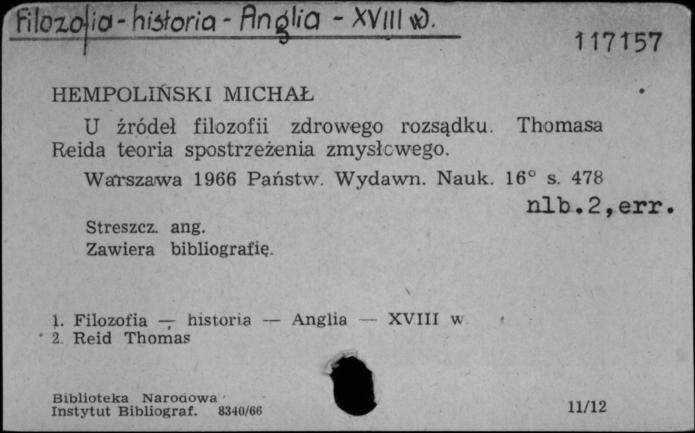 Filozofia - historia - Anglia - XVIII w.
117157
HEMPOLIŃSKI MICHAŁ
U źródeł filozofii zdrowego rozsądku. Thomasa
Reida teoria spostrzeżenia zmysłowego.
Warszawa 1966 Państw. Wydawn. Nauk. 16° s. 478
nlb.2,err.
Streszcz. ang.
Zawiera bibliografię.
1. Filozofia — historia — Anglia — XVIII w
2. Reid Thomas
Biblioteka Narodowa
Instytut Bibliograf. 8340/66
11/12